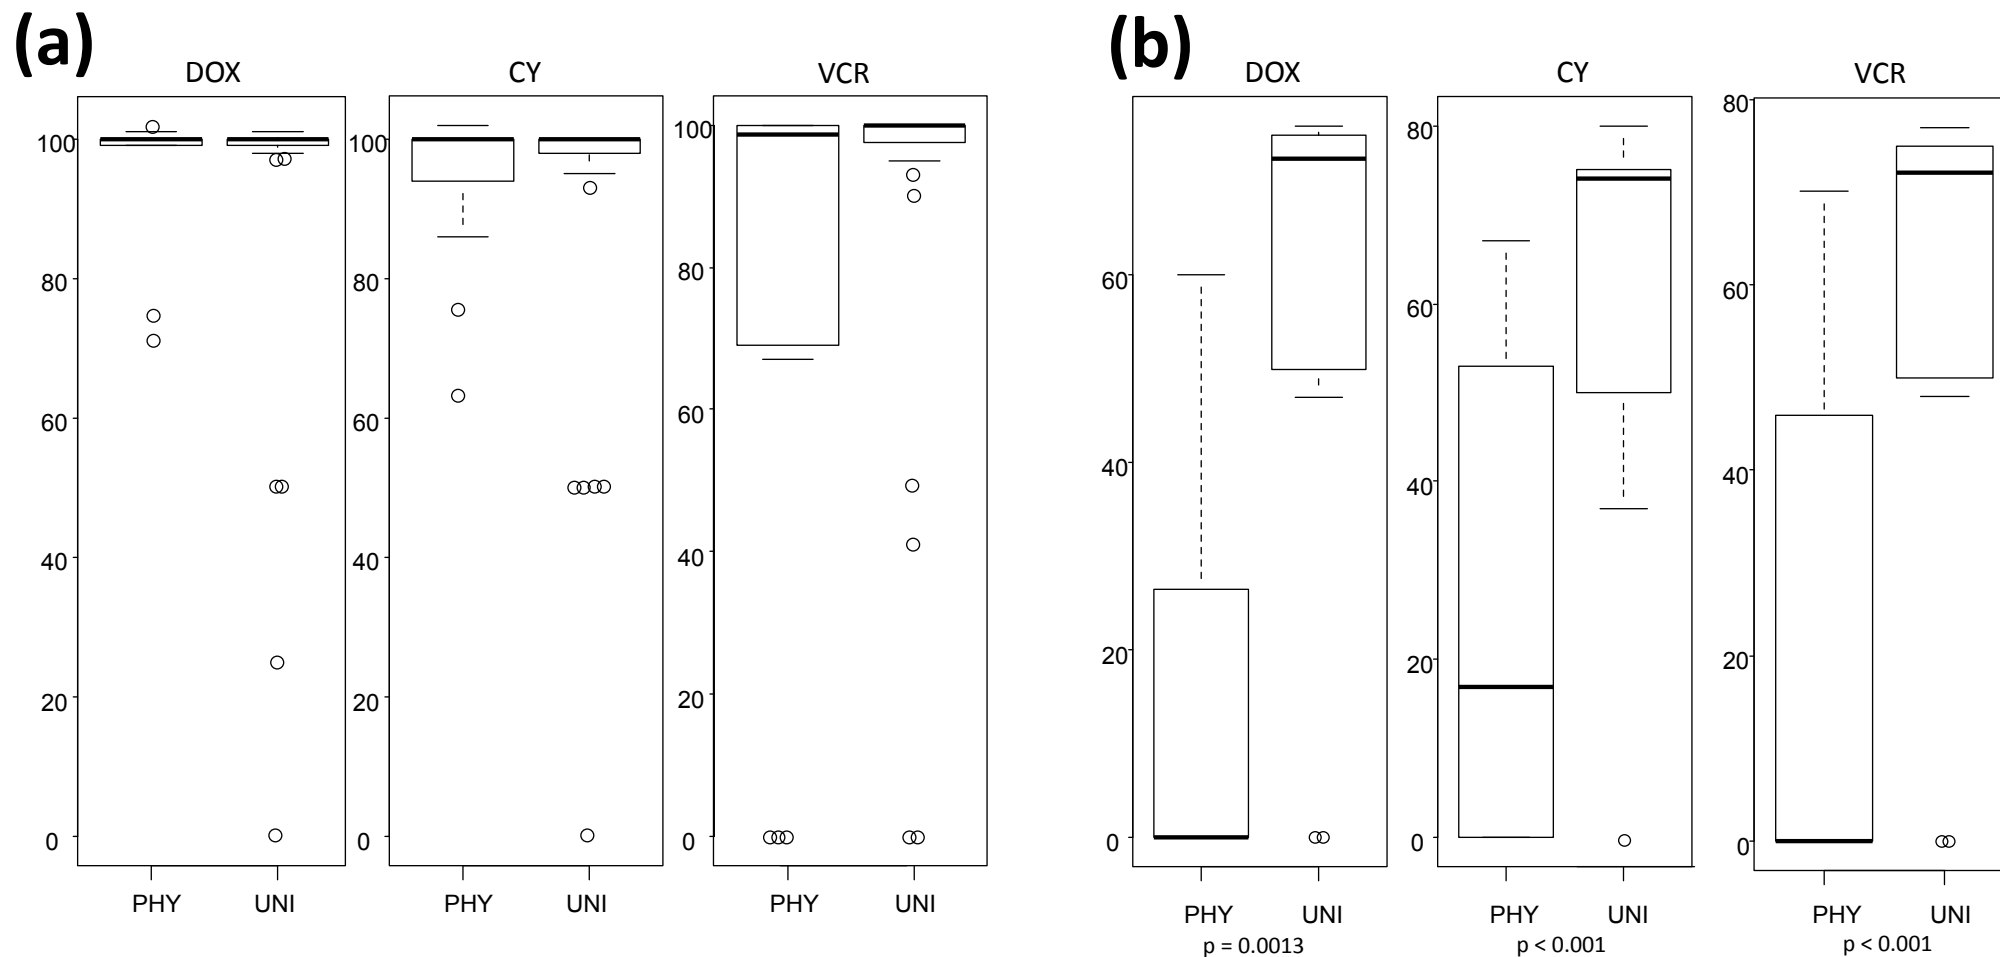 (a)
DOX
CY
VCR
100
80
60
40
20
0
100
80
60
40
20
0
100
80
60
40
20
0
PHY
UNI
PHY
UNI
PHY
UNI
(b)
DOX
CY
VCR
60
40
20
0
80
60
40
20
0
80
60
40
20
0
PHY
UNI
PHY
UNI
PHY
UNI
p = 0.0013
p < 0.001
p < 0.001